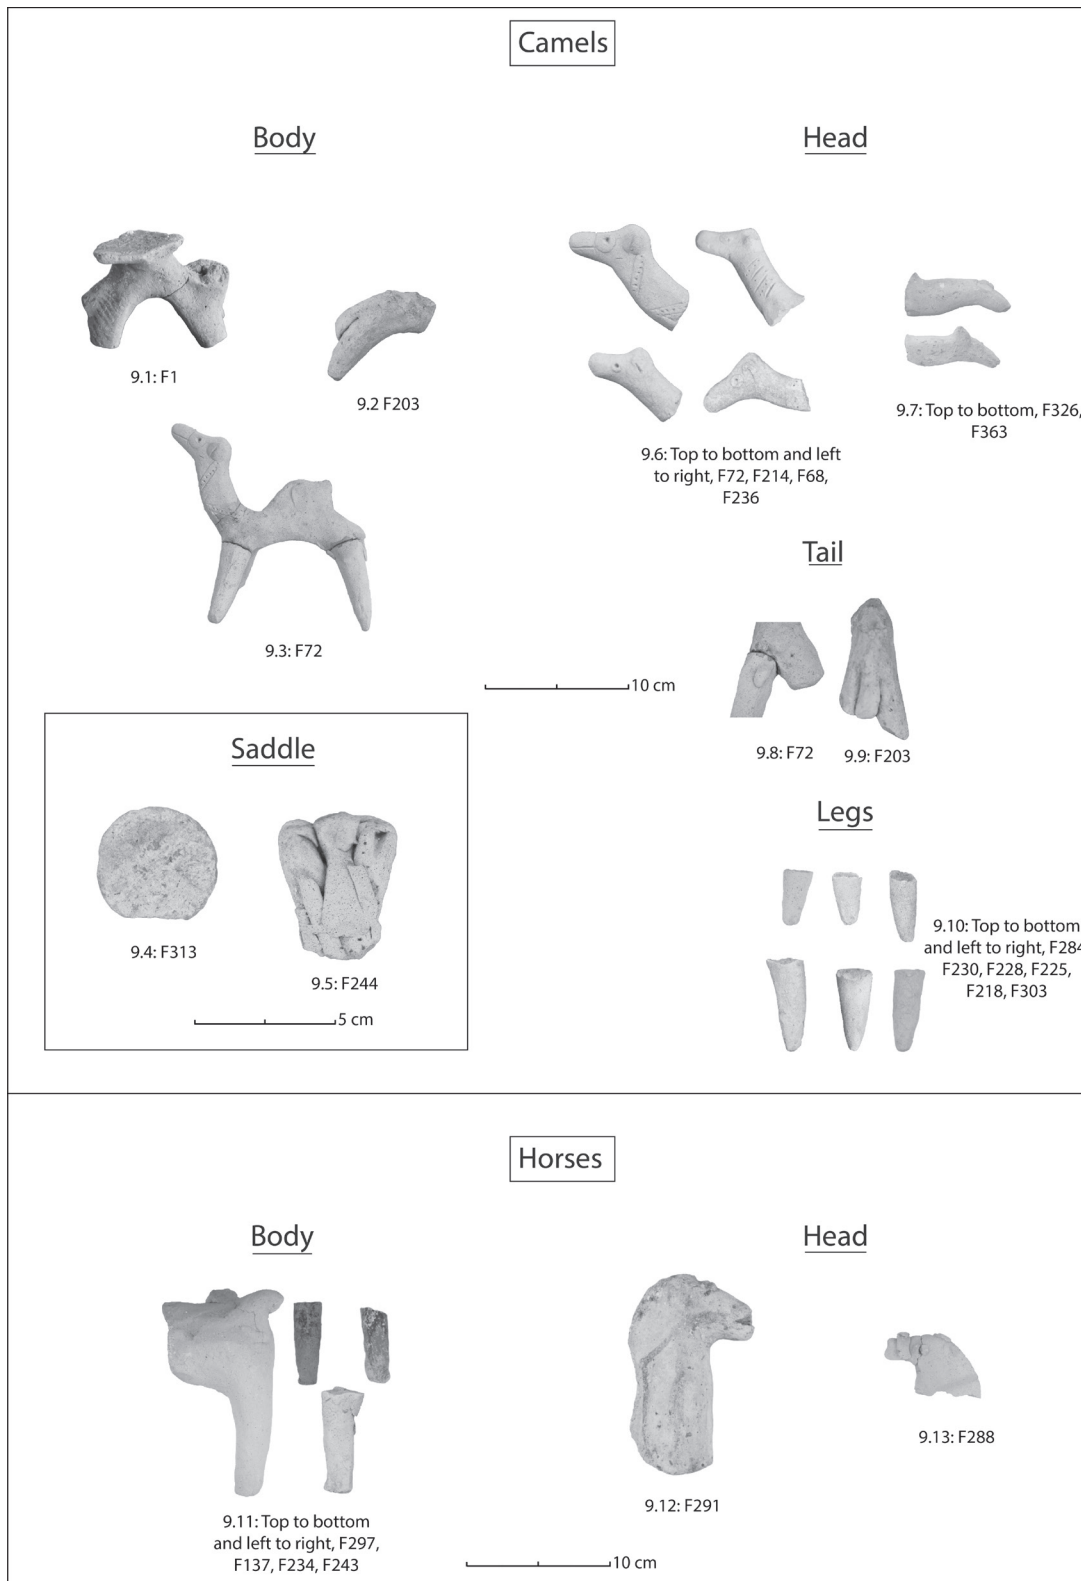 Camels
Body
Head
9.1: F1
9.2 F203
9.3: F72
9.6: Top to bottom and left
to right, F72, F214, F68,
F236
9.7: Top to bottom, F326,
F363
Tail
9.8: F72
9.9: F203
10 cm
Saddle
9.4: F313
9.5: F244
5 cm
Legs
9.10: Top to bottom
and left to right, F284
F230, F228, F225,
F218, F303
Horses
Body
Head
9.11: Top to bottom
and left to right, F297,
F137, F234, F243
9.12: F291
9.13: F288
10 cm